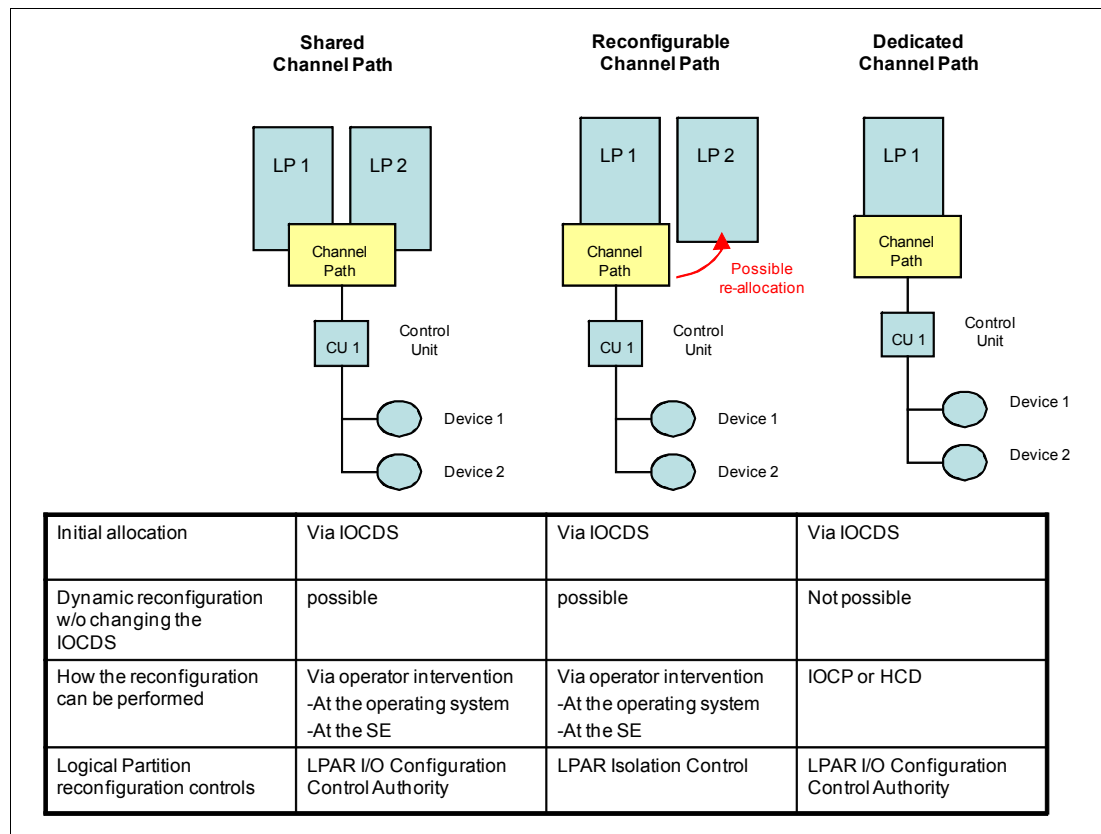 Shared
Channel Path
Reconfigurable
Channel Path
Dedicated
Channel Path
LP 1
LP 2
Channel
Path
CU 1
Control
Unit
Device 1
Device 2
LP 1
LP 2
Channel
Path
Possible
re-allocation
CU 1
Control
Unit
Device 1
Device 2
LP 1
Channel
Path
CU 1
Control
Unit
Device 1
Device 2
Initial allocation
Via IOCDS
Via IOCDS
Via IOCDS
Dynamic reconfiguration
w/o changing the
IOCDS
possible
possible
Not possible
How the reconfiguration
can be performed
Via operator intervention
-At the operating system
-At the SE
Via operator intervention
-At the operating system
-At the SE
IOCP or HCD
Logical Partition
reconfiguration controls
LPAR I/O Configuration
Control Authority
LPAR Isolation Control
LPAR I/O Configuration
Control Authority